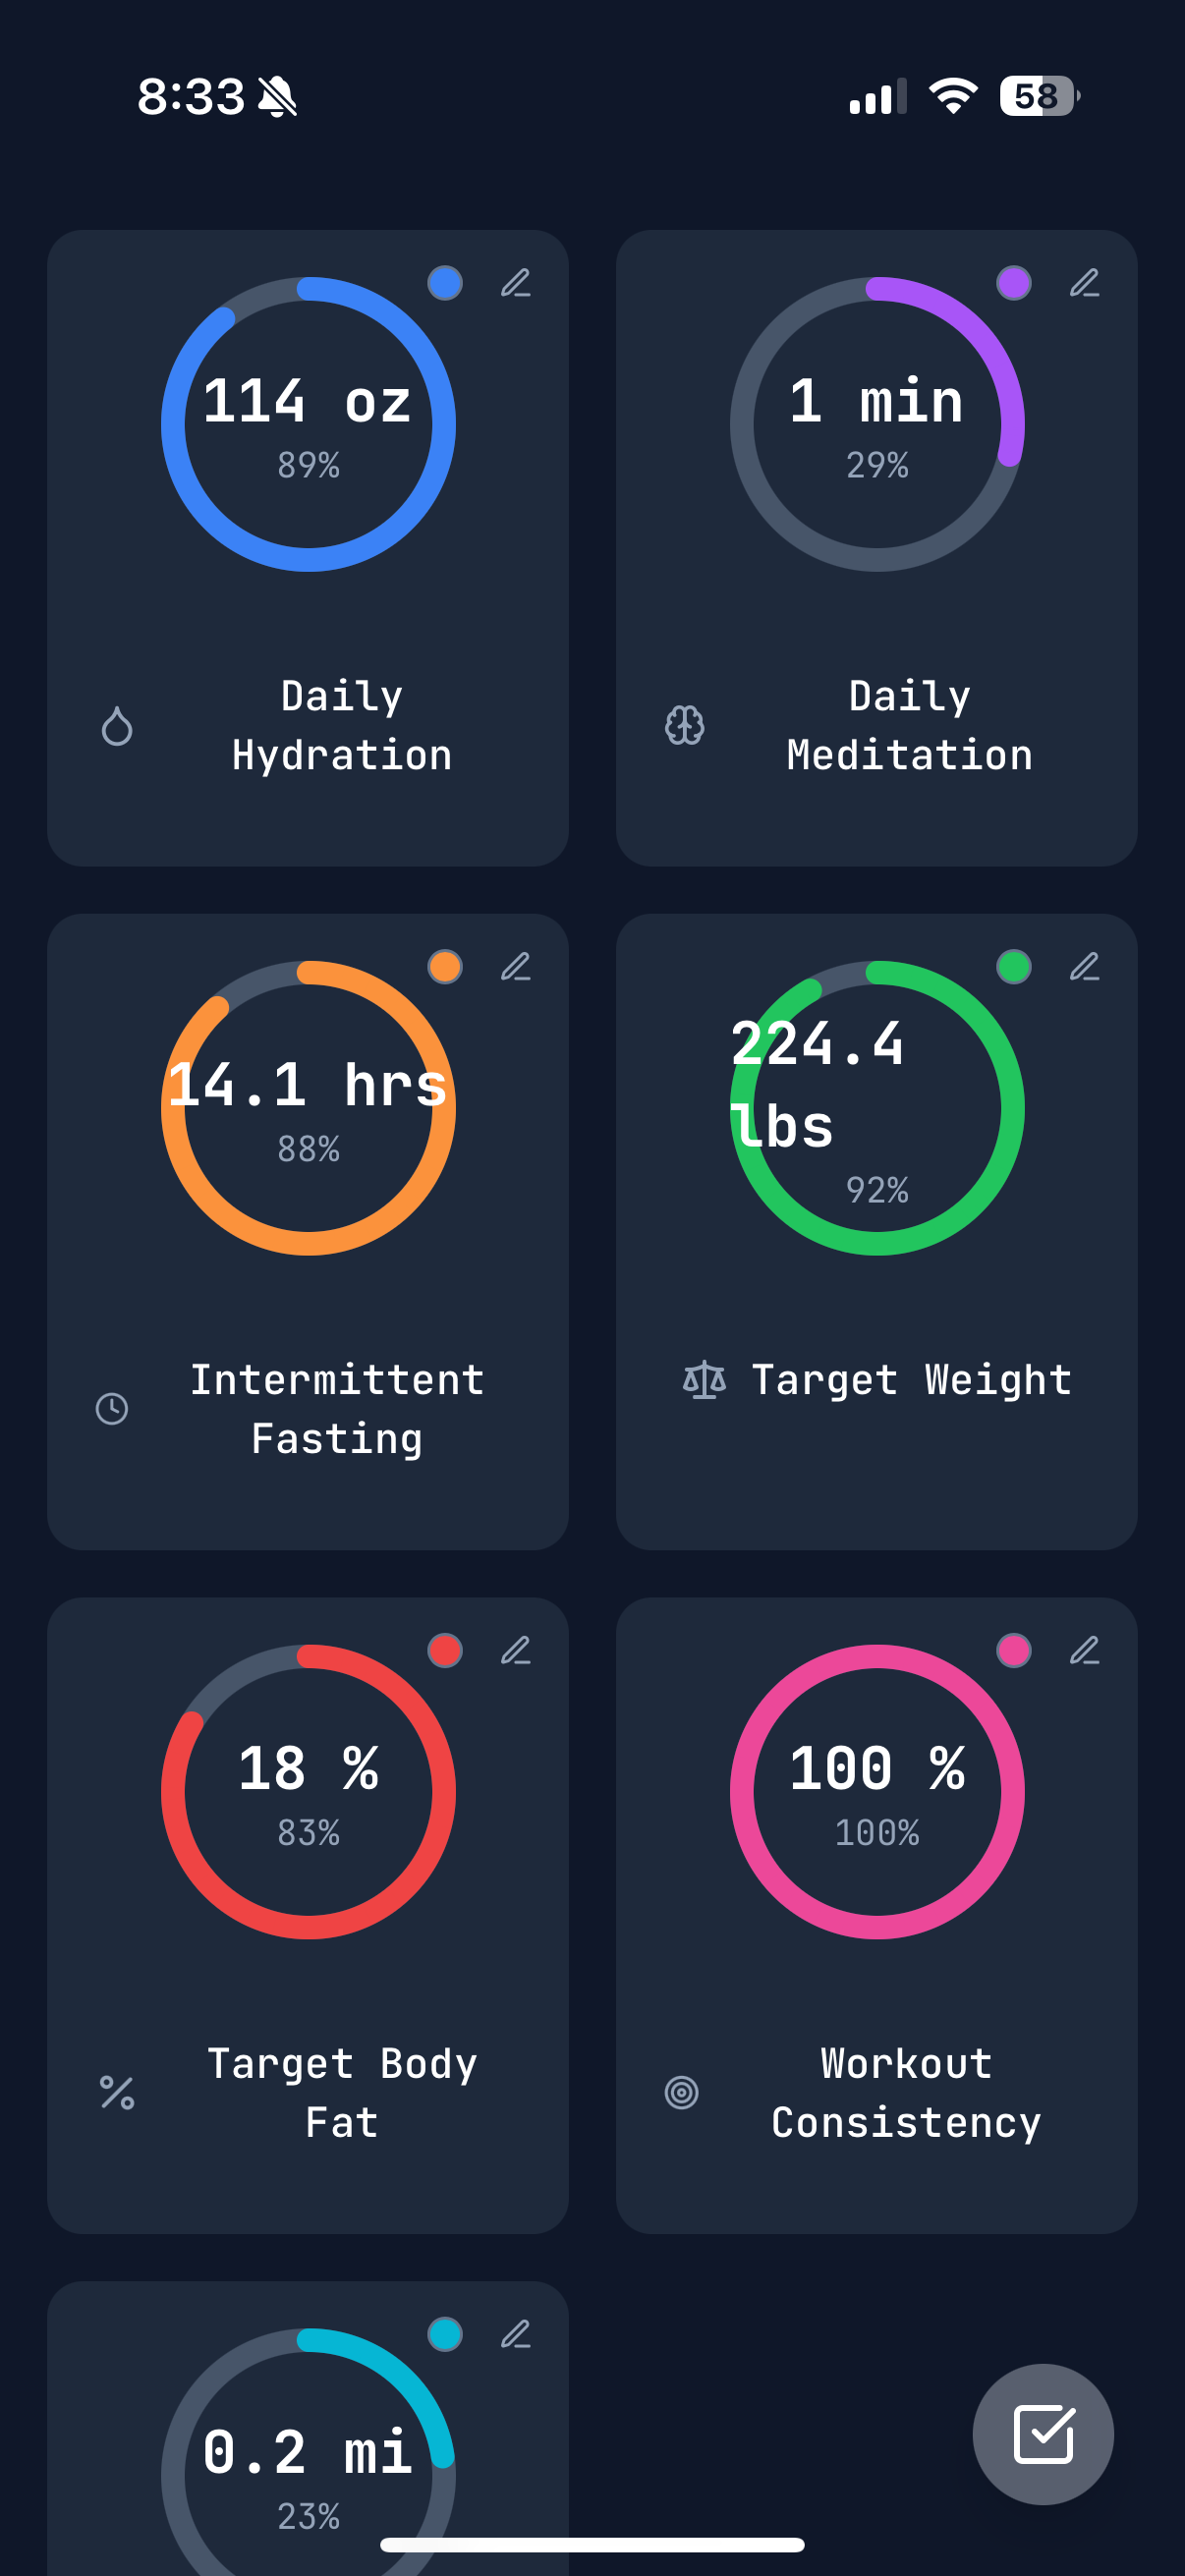 8:33
58
114 oz
89%
Daily
Hydration
1 min
29%
Daily
Meditation
14.1 hrs
88%
Intermittent
Fasting
224.4
lbs
92%
Target Weight
18 %
83%
Target Body
Fat
100 %
100%
Workout
Consistency
0.2 mi
23%